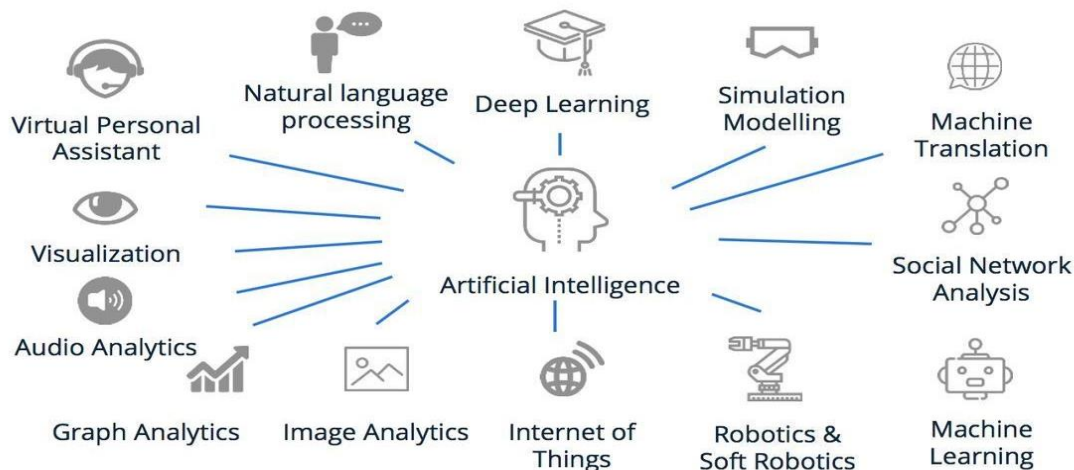 Natural language
processing
Deep Learning
Simulation
Modelling
Virtual Personal
Assistant
Machine
Translation
Visualization
Artificial Intelligence
Social Network
Analysis
Audio Analytics
Graph Analytics
Image Analytics
Internet of
Things
Robotics &
Soft Robotics
Machine
Learning